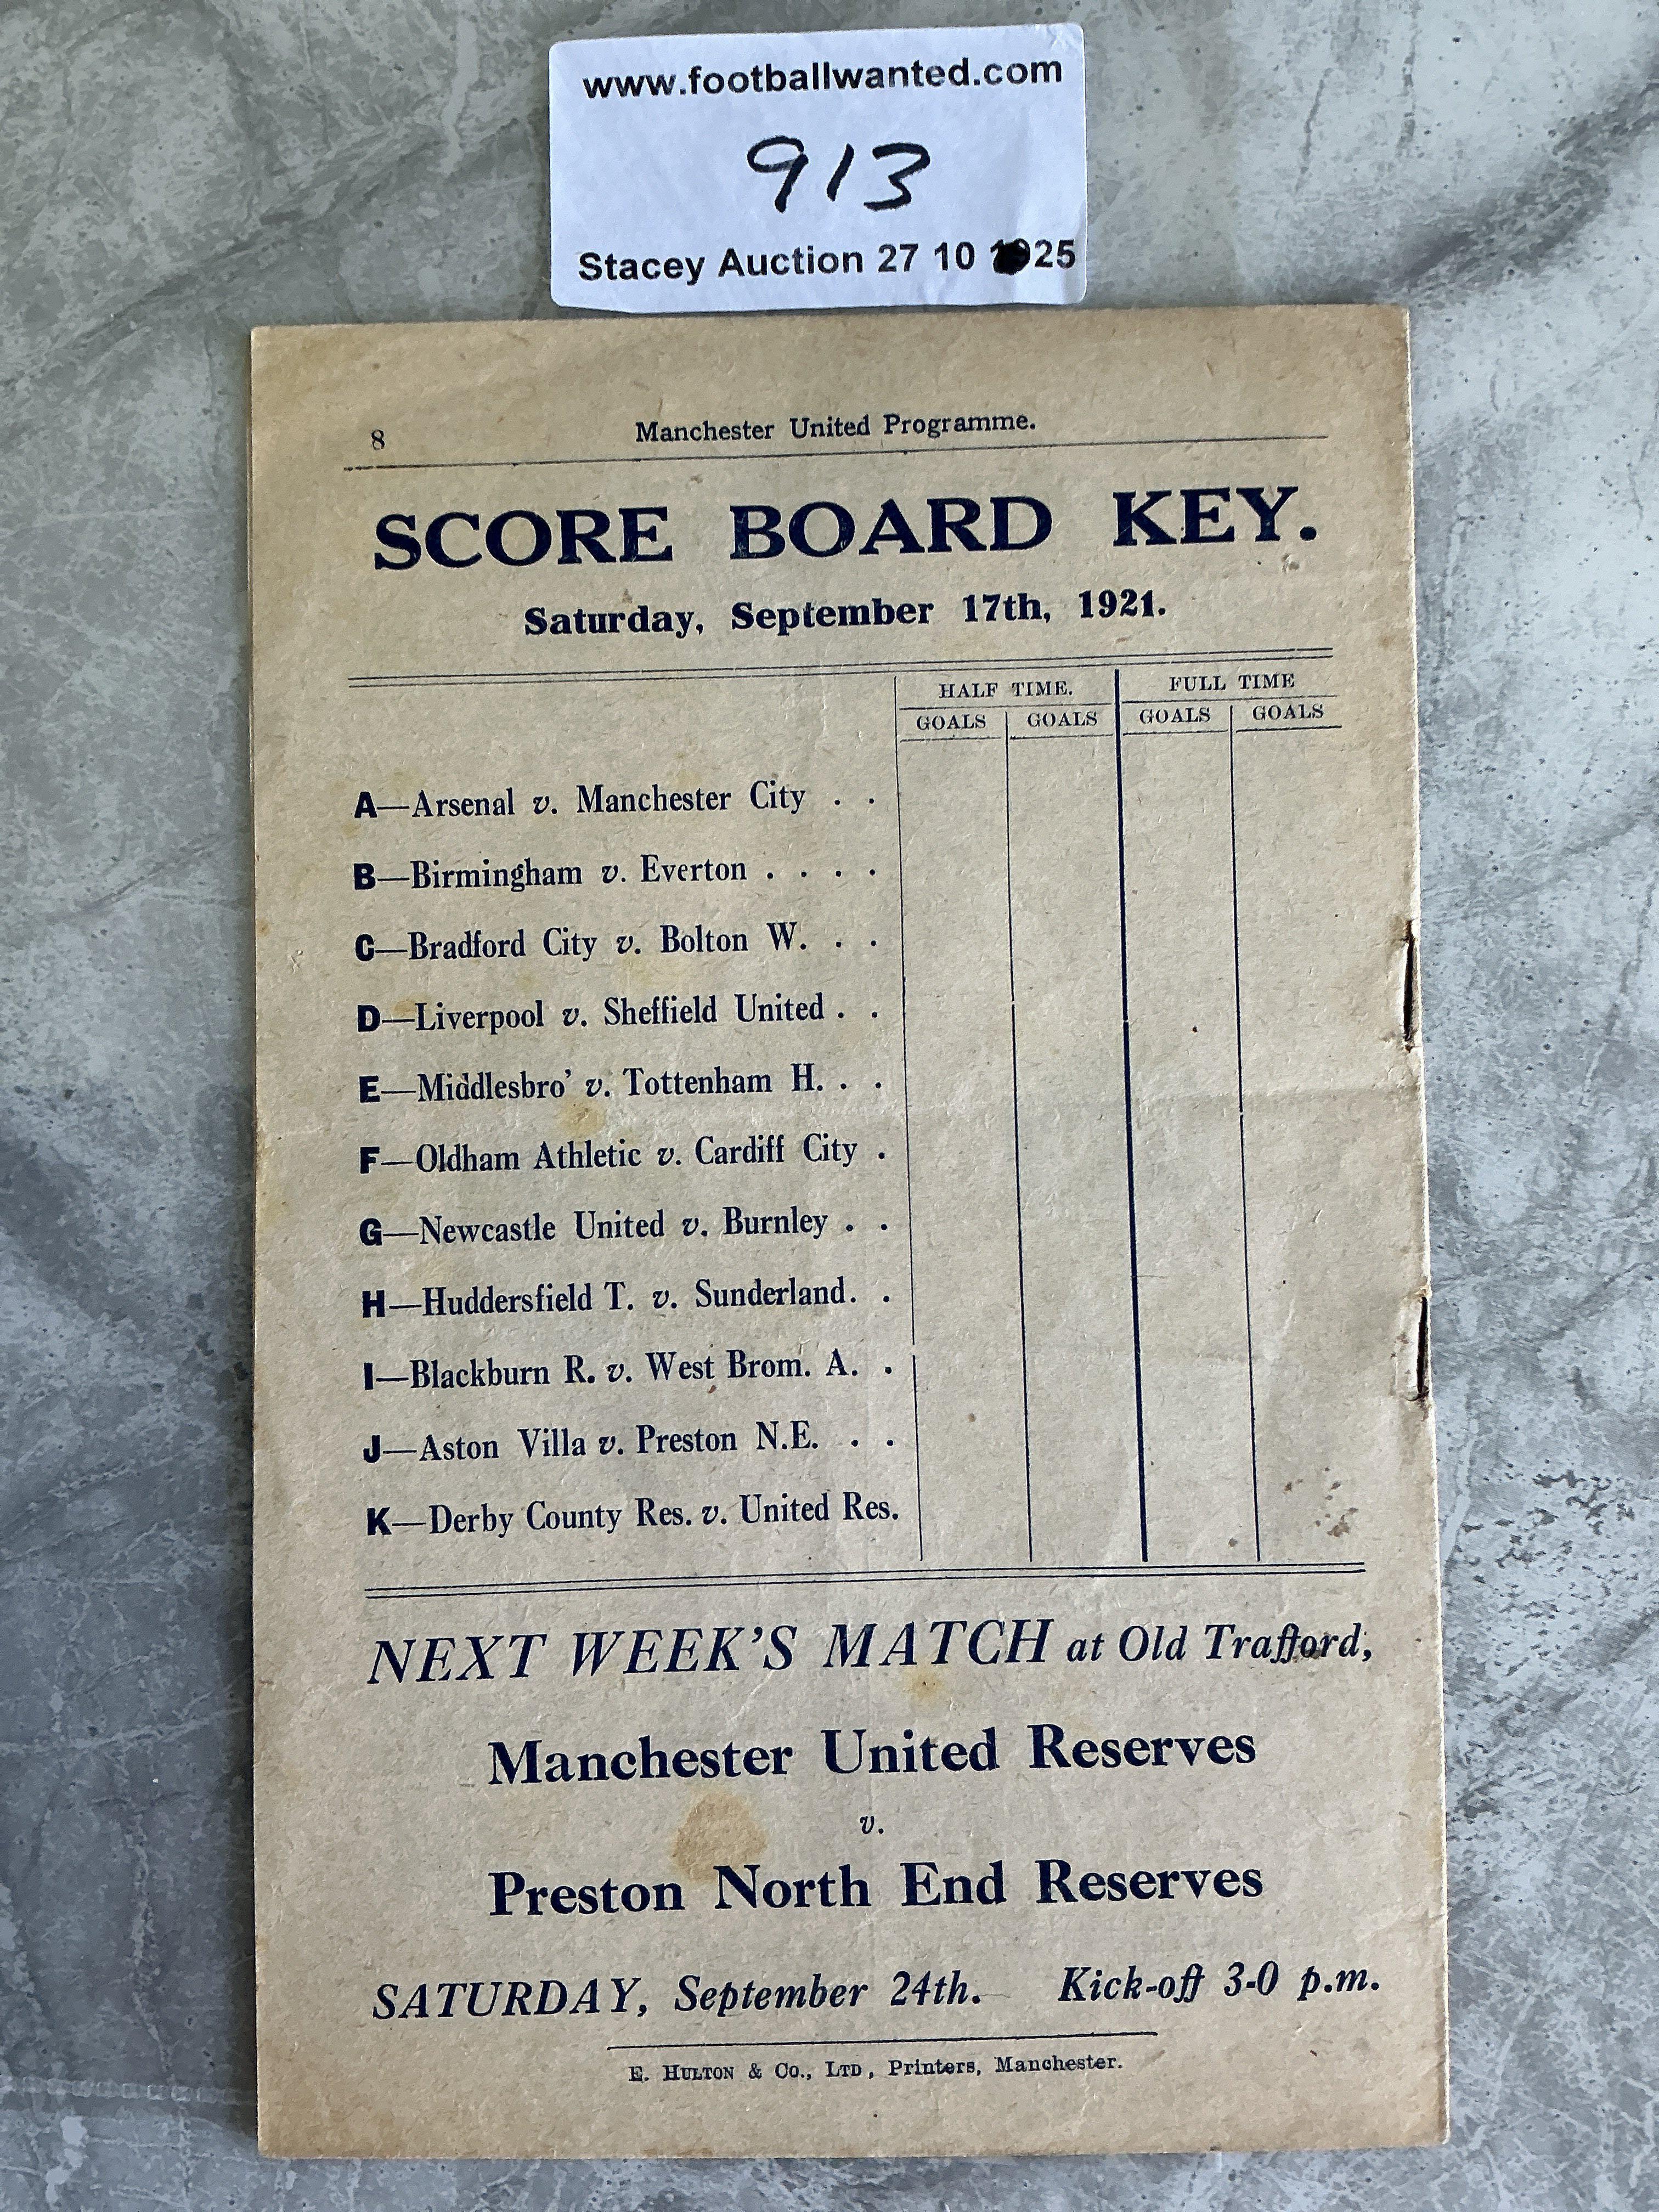 www.footballwanted.com
913
Stacey Auction 27 10 25
8 Manchester United Programme.
SCORE BOARD KEY.
Saturday, September 17th, 1921.
HALF TIME. FULL TIME
GOALS GOALS GOALS GOALS
A—Arsenal v. Manchester City . .
B—Birmingham v. Everton . . . .
C—Bradford City v. Bolton W. . .
D—Liverpool v. Sheffield United . .
E—Middlesbro' v. Tottenham H. . .
F—Oldham Athletic v. Cardiff City .
G—Newcastle United v. Burnley . .
H—Huddersfield T. v. Sunderland. .
I—Blackburn R. v. West Brom. A. .
J—Aston Villa v. Preston N.E. . .
K—Derby County Res. v. United Res.
NEXT WEEK'S MATCH at Old Trafford,
Manchester United Reserves
v.
Preston North End Reserves
SATURDAY, September 24th. Kick-off 3-0 p.m.
E. HULTON & CO., LTD, Printers, Manchester.